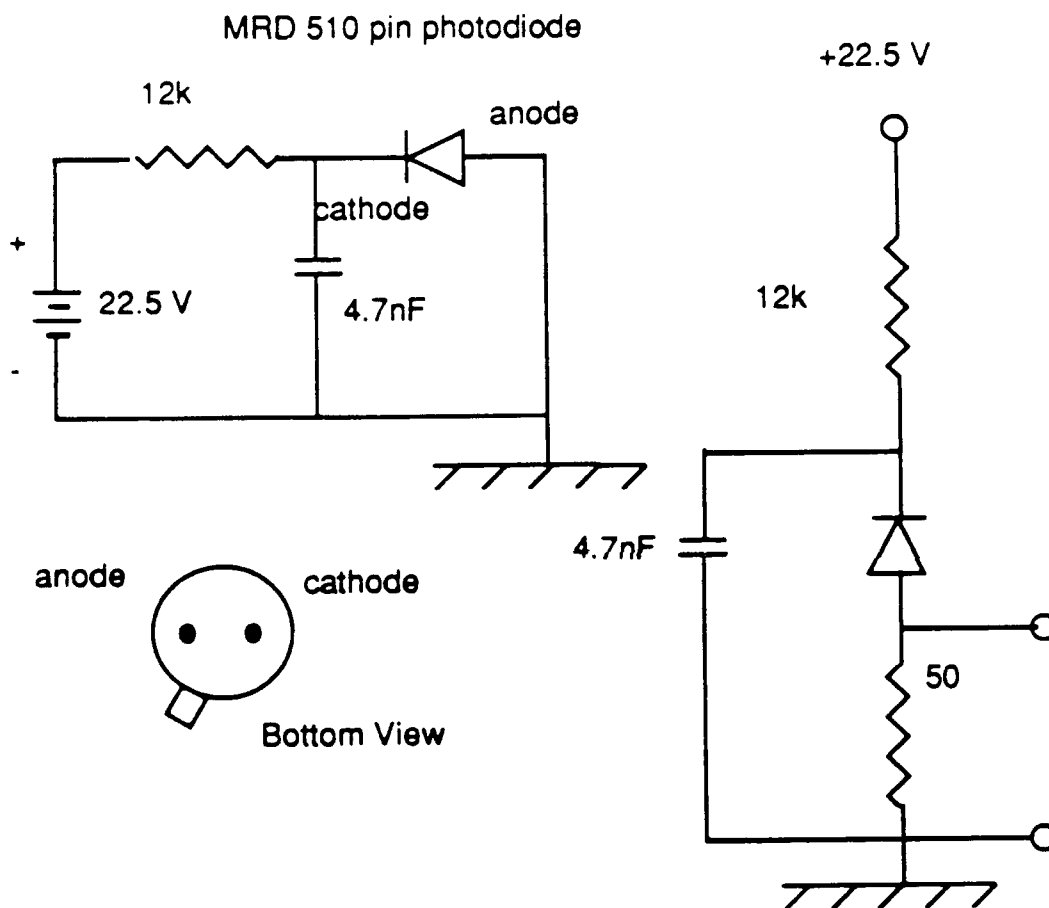 MRD 510 pin photodiode
12k
anode
cathode
+
22.5 V
-
4.7nF
anode
cathode
Bottom View
+22.5 V
12k
4.7nF
50